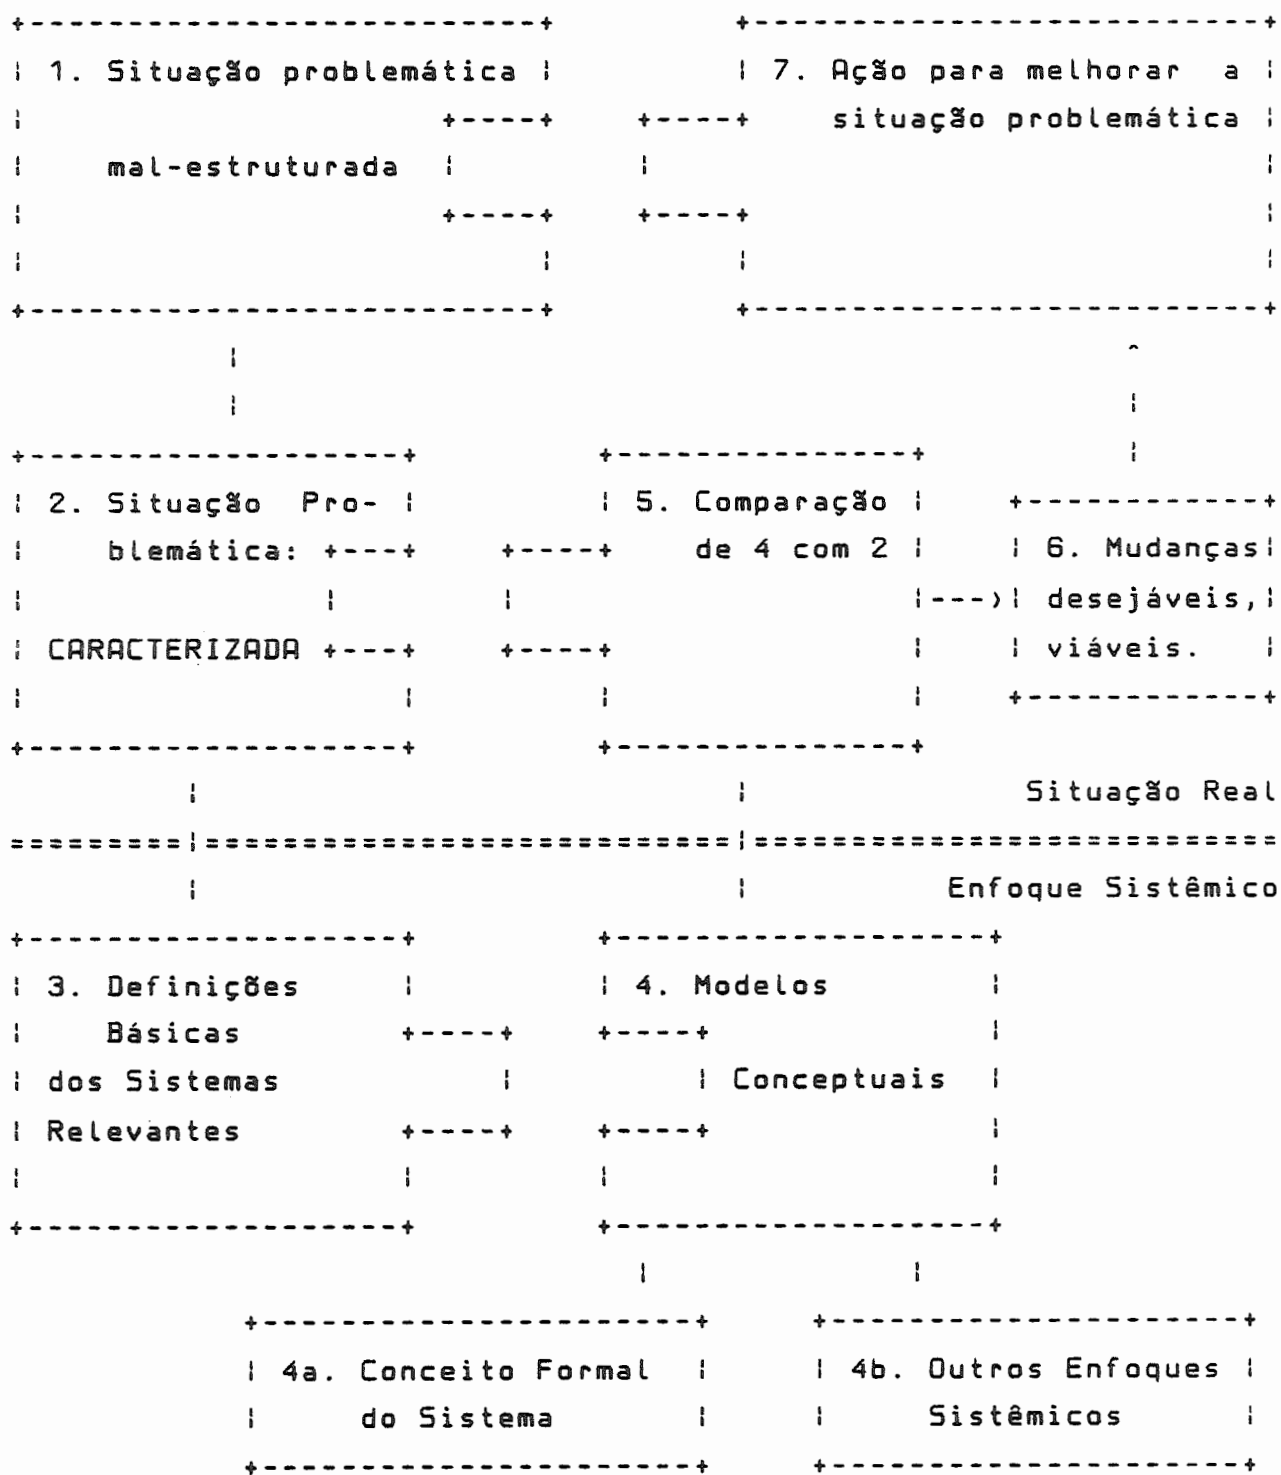 1. Situação problemática
mal-estruturada
7. Ação para melhorar a
situação problemática
2. Situação Pro-
blemática:
CARACTERIZADA
5. Comparação
de 4 com 2
6. Mudanças
desejáveis,
viáveis.
Situação Real
Enfoque Sistêmico
3. Definições
Básicas
dos Sistemas
Relevantes
4. Modelos
Conceptuais
4a. Conceito Formal
do Sistema
4b. Outros Enfoques
Sistêmicos